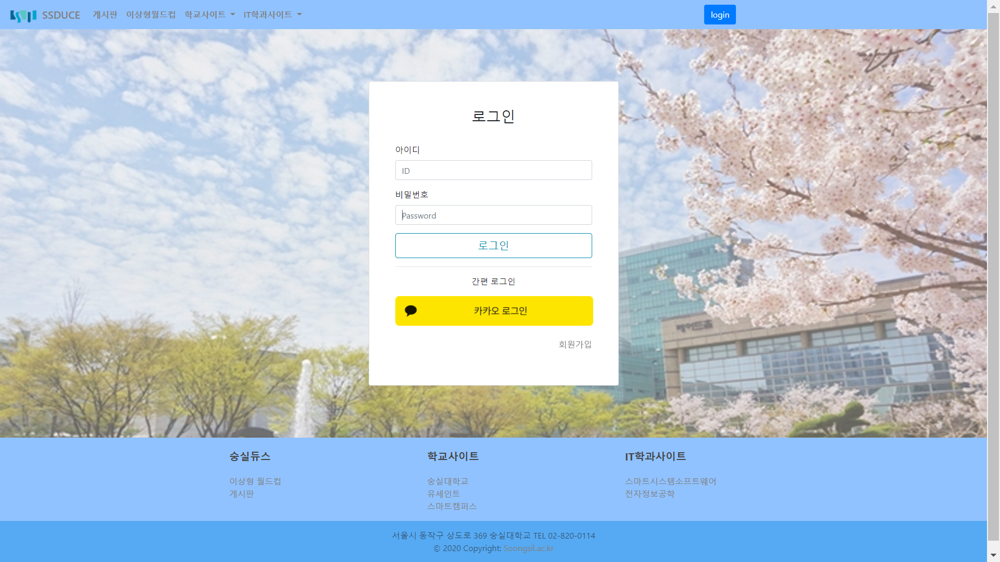 SSDUCE 게시판 이상형월드컵 학교사이트 IT학과사이트 login
로그인
아이디
ID
비밀번호
Password
로그인
간편 로그인
카카오 로그인
회원가입
베어드홀
숭실듀스
이상형 월드컵
게시판
학교사이트
숭실대학교
유세인트
스마트캠퍼스
IT학과사이트
스마트시스템소프트웨어
전자정보공학
서울시 동작구 상도로 369 숭실대학교 TEL 02-820-0114
© 2020 Copyright: Soongsil.ac.kr